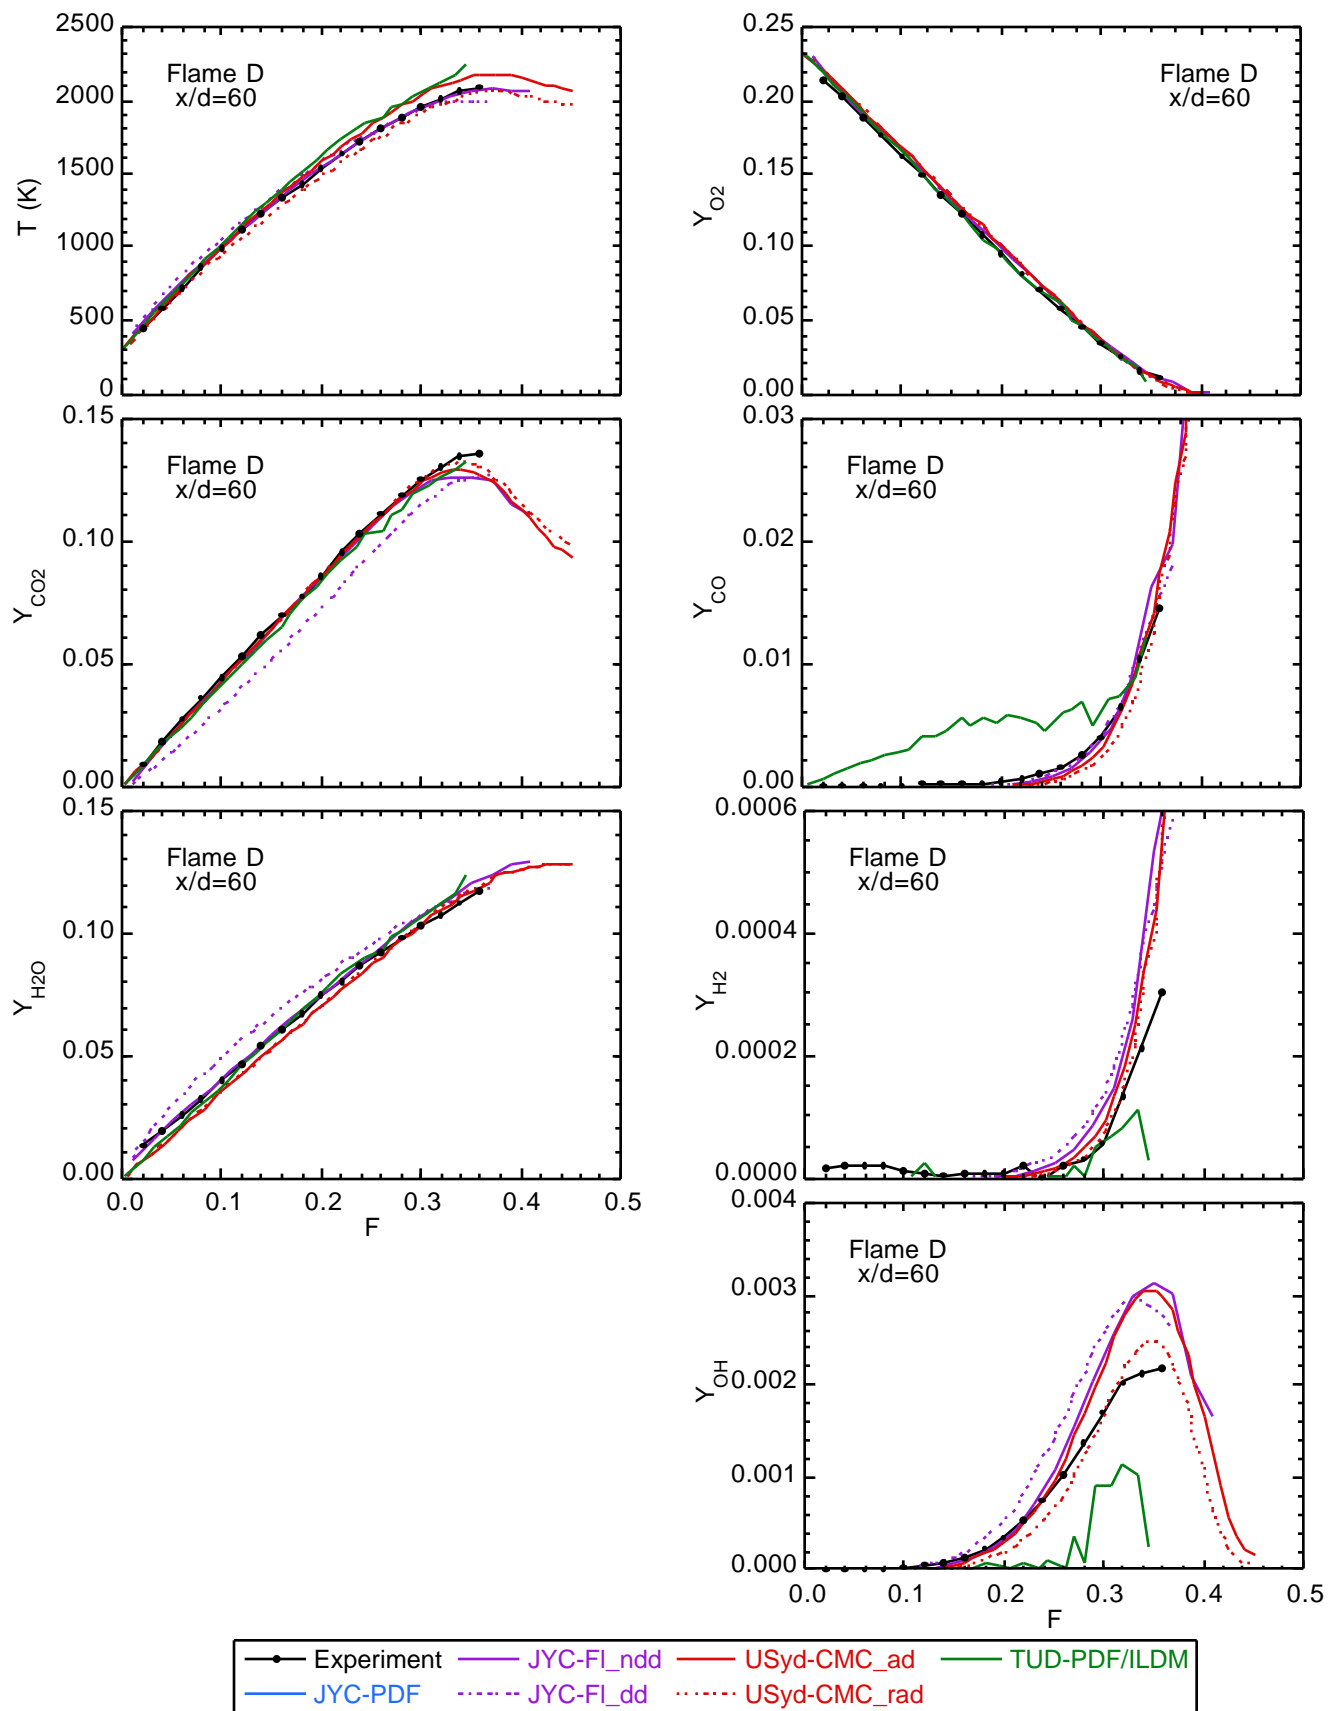 2500
2000
1500
1000
500
0
T (K)
Flame D
x/d=60
0.25
0.20
0.15
0.10
0.05
0.00
Y_O2
Flame D
x/d=60
0.15
0.10
0.05
0.00
Y_CO2
Flame D
x/d=60
0.03
0.02
0.01
0.00
Y_CO
Flame D
x/d=60
0.15
0.10
0.05
0.00
Y_H2O
Flame D
x/d=60
0.0 0.1 0.2 0.3 0.4 0.5
F
0.0006
0.0004
0.0002
0.0000
Y_H2
Flame D
x/d=60
0.004
0.003
0.002
0.001
0.000
Y_OH
Flame D
x/d=60
0.0 0.1 0.2 0.3 0.4 0.5
F
Experiment JYC-Fl_ndd USyd-CMC_ad TUD-PDF/ILDM
JYC-PDF JYC-Fl_dd USyd-CMC_rad